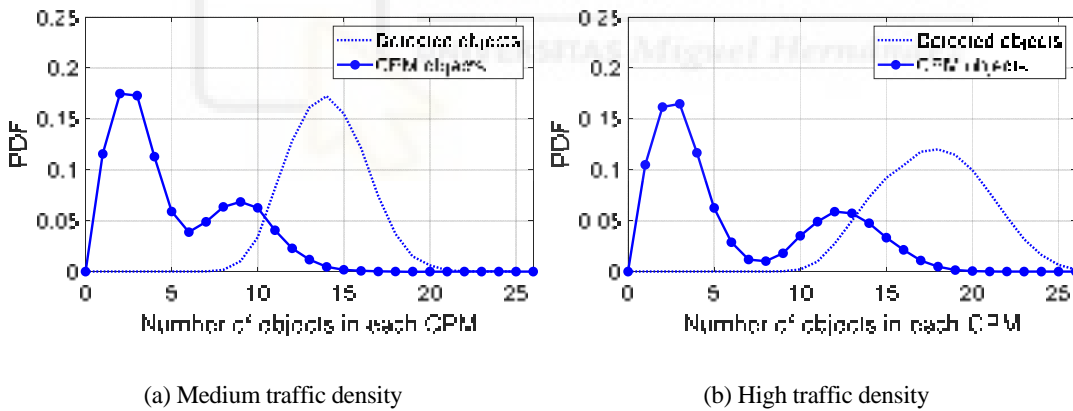 0.25
0.2
0.15
0.1
0.05
0
PDF
Detected objects
CPM objects
0 5 10 15 20 25
Number of objects in each CPM
(a) Medium traffic density
Miguel Hernán
0.25
0.2
0.15
0.1
0.05
0
PDF
Detected objects
CPM objects
0 5 10 15 20 25
Number of objects in each CPM
(b) High traffic density